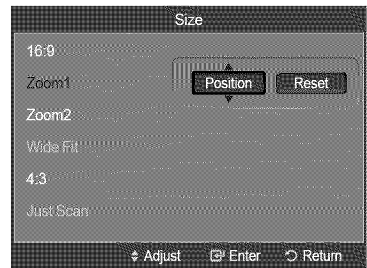 Size
16:9
Zoom1 Position Reset
Zoom2
Wide Fit
4:3
Just Scan
Adjust Enter Return